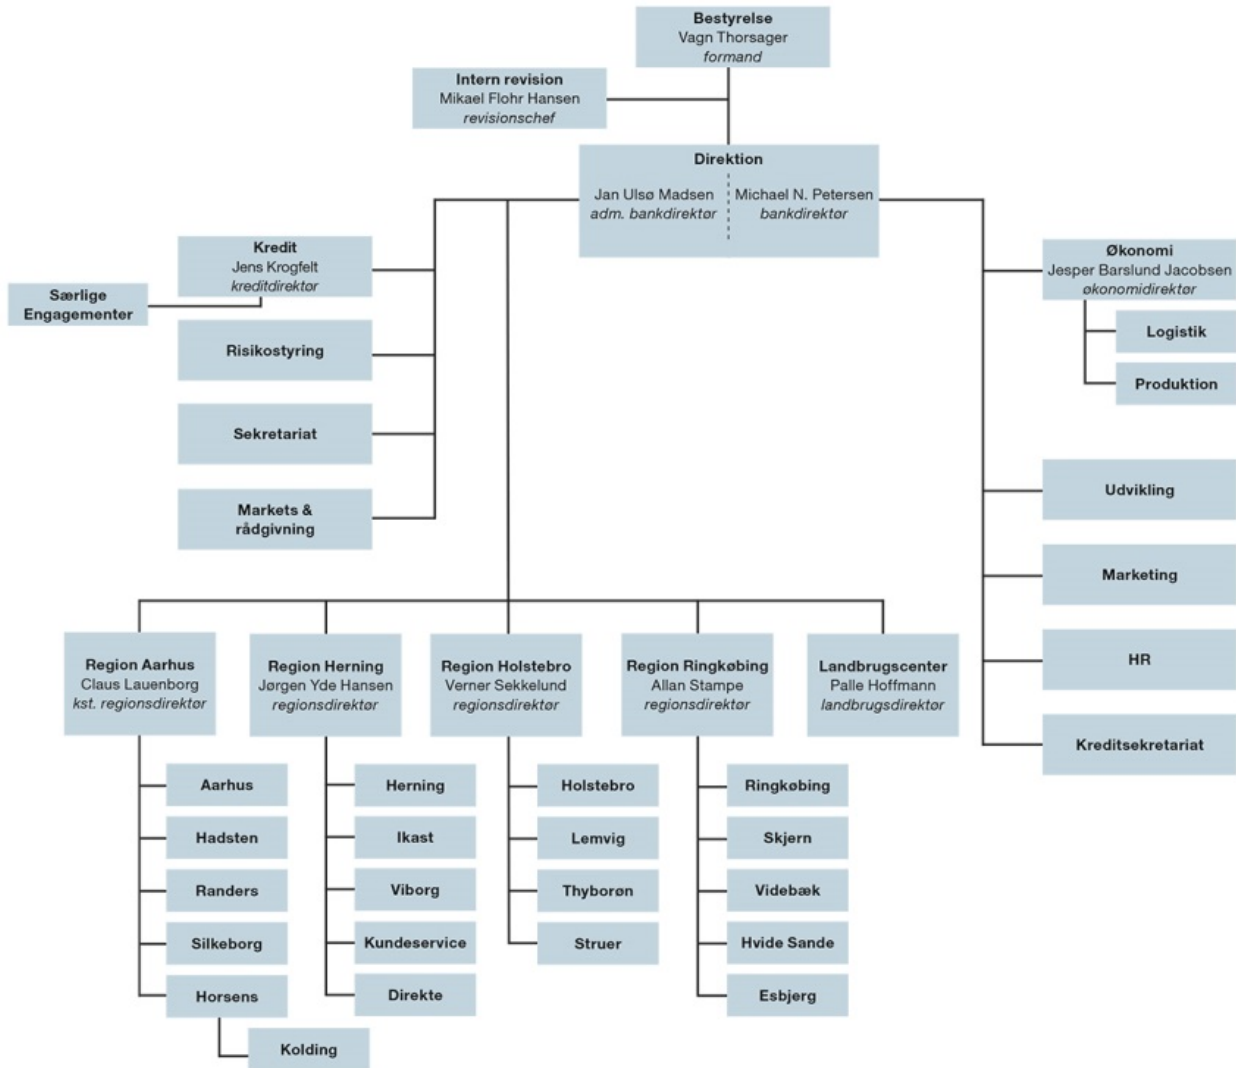 Bestyrelse
Vagn Thorsager
formand
Intern revision
Mikael Flohr Hansen
revisionschef
Direktion
Jan Ulsø Madsen
adm. bankdirektør
Michael N. Petersen
bankdirektør
Kredit
Jens Krogfelt
kreditdirektør
Særlige
Engagementer
Risikostyring
Sekretariat
Markets &
rådgivning
Økonomi
Jesper Barslund Jacobsen
økonomidirektør
Logistik
Produktion
Udvikling
Marketing
HR
Kreditsekretariat
Region Aarhus
Claus Lauenborg
kst. regionsdirektør
Aarhus
Hadsten
Randers
Silkeborg
Horsens
Kolding
Region Herning
Jørgen Yde Hansen
regionsdirektør
Herning
Ikast
Viborg
Kundeservice
Direkte
Region Holstebro
Verner Sekkelund
regionsdirektør
Holstebro
Lemvig
Thyborøn
Struer
Region Ringkøbing
Allan Stampe
regionsdirektør
Ringkøbing
Skjern
Videbæk
Hvide Sande
Esbjerg
Landbrugscenter
Palle Hoffmann
landbrugsdirektør